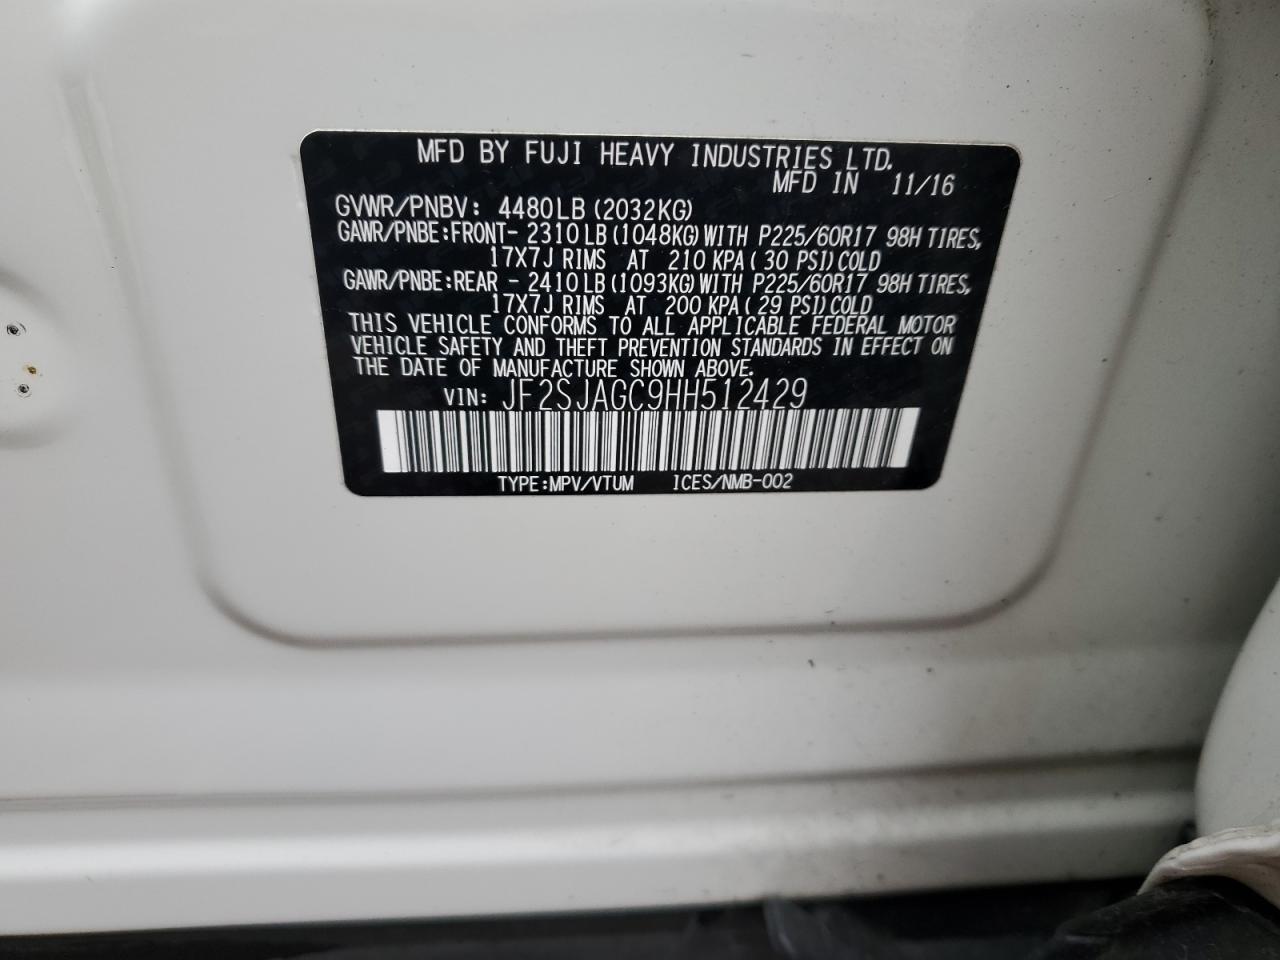 MFD BY FUJI HEAVY INDUSTRIES LTD.
MFD IN 11/16
GVWR/PNBV: 4480LB (2032KG)
GAWR/PNBE:FRONT- 2310LB (1048KG) WITH P225/60R17 98H TIRES,
17X7J RIMS AT 210 KPA (30 PSI) COLD
GAWR/PNBE:REAR - 2410LB (1093KG) WITH P225/60R17 98H TIRES,
17X7J RIMS AT 200 KPA (29 PSI) COLD
THIS VEHICLE CONFORMS TO ALL APPLICABLE FEDERAL MOTOR
VEHICLE SAFETY AND THEFT PREVENTION STANDARDS IN EFFECT ON
THE DATE OF MANUFACTURE SHOWN ABOVE.
VIN: JF2SJAGC9HH512429
TYPE:MPV/VTUM ICES/NMB-002